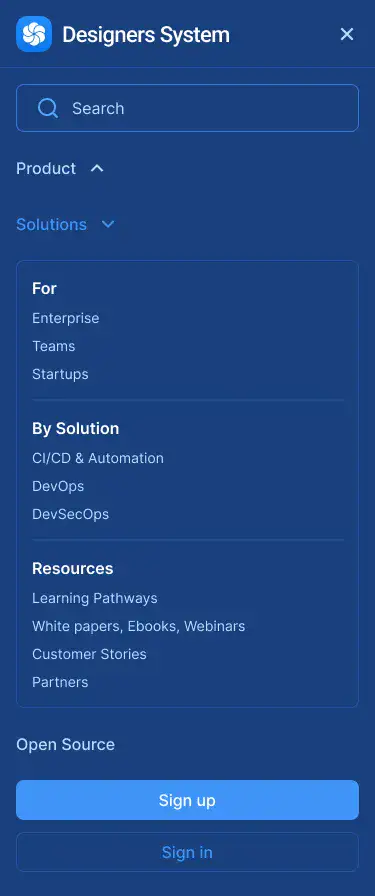 Designers System
Search
Product
Solutions
For
Enterprise
Teams
Startups
By Solution
CI/CD & Automation
DevOps
DevSecOps
Resources
Learning Pathways
White papers, Ebooks, Webinars
Customer Stories
Partners
Open Source
Sign up
Sign in